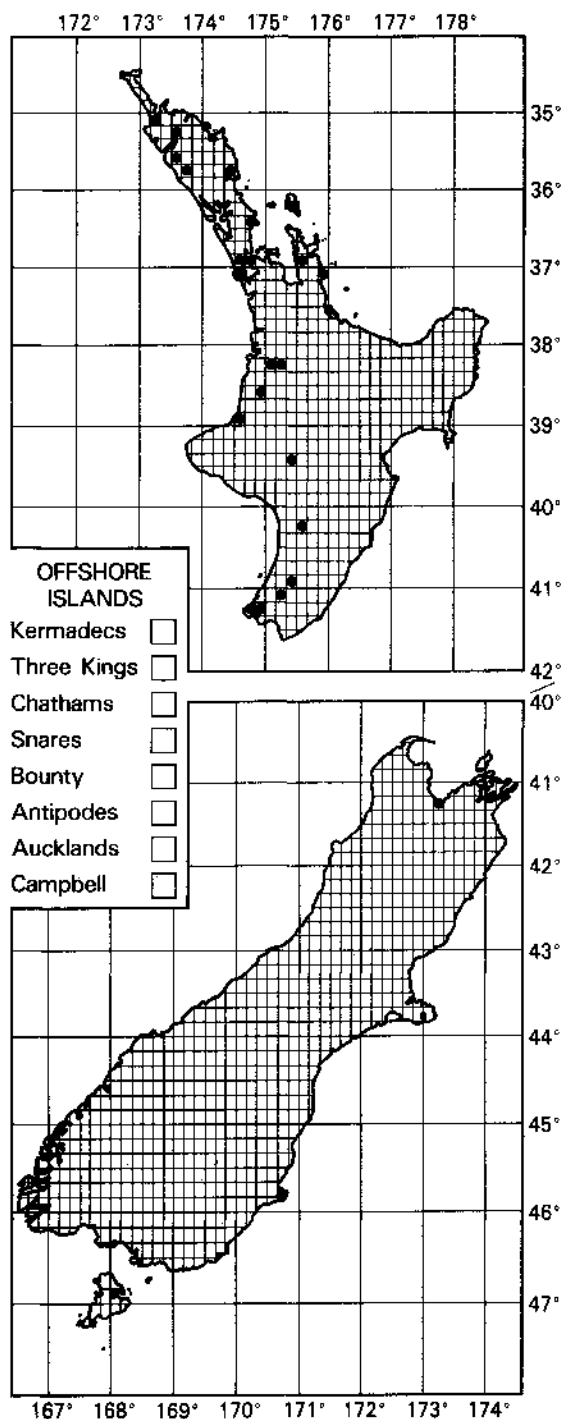 172° 173° 174° 175° 176° 177° 178°
35°
36°
37°
38°
39°
40°
41°
42°
OFFSHORE
ISLANDS
Kermadecs
Three Kings
Chathams
Snares
Bounty
Antipodes
Aucklands
Campbell
40°
41°
42°
43°
44°
45°
46°
47°
167° 168° 169° 170° 171° 172° 173° 174°